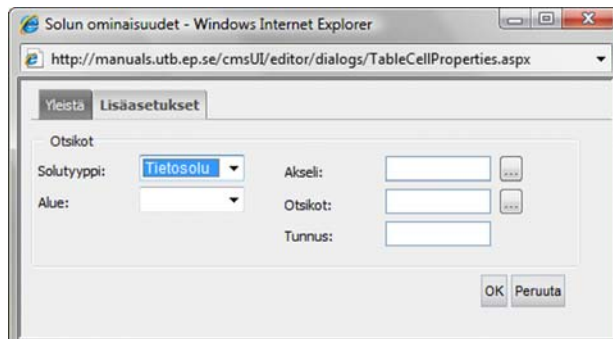 Solun ominaisuudet - Windows Internet Explorer
http://manuals.utb.ep.se/cmsUI/editor/dialogs/TableCellProperties.aspx
Yleistä Lisäasetukset
Otsikot
Solutyyppi: Tietosolu Akseli: ...
Alue: Otsikot: ...
Tunnus:
OK Peruuta